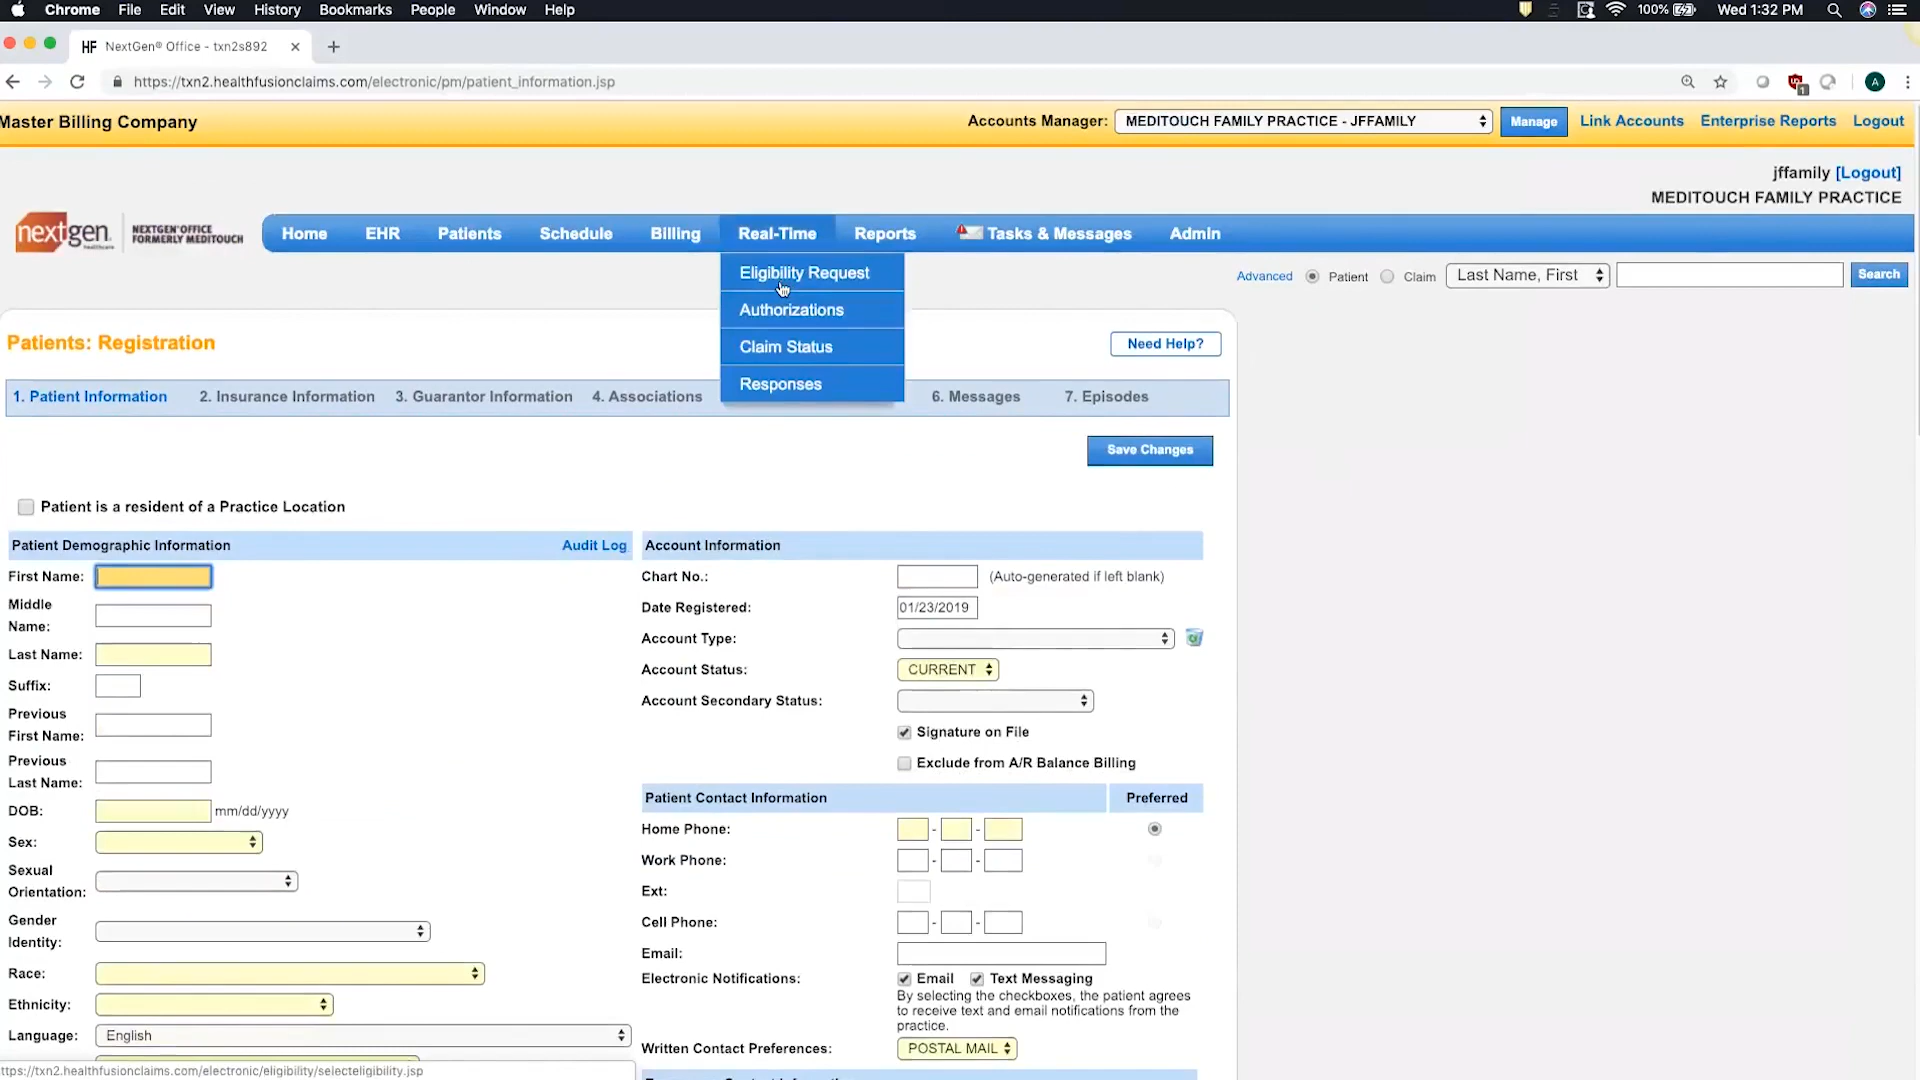 Chrome File Edit View History Bookmarks People Window Help 100% Wed 1:32 PM
HF NextGen® Office - txn2s892
https://txn2.healthfusionclaims.com/electronic/pm/patient_information.jsp
Master Billing Company Accounts Manager: MEDITOUCH FAMILY PRACTICE - JFFAMILY Manage Link Accounts Enterprise Reports Logout
jffamily [Logout]
MEDITOUCH FAMILY PRACTICE
nextgen NEXTGEN OFFICE
FORMERLY MEDITOUCH
Home EHR Patients Schedule Billing Real-Time Reports Tasks & Messages Admin
Eligibility Request
Authorizations
Claim Status
Responses
Advanced Patient Claim Last Name, First Search
Patients: Registration Need Help?
1. Patient Information 2. Insurance Information 3. Guarantor Information 4. Associations 6. Messages 7. Episodes
Save Changes
Patient is a resident of a Practice Location
Patient Demographic Information Audit Log
First Name:
Middle
Name:
Last Name:
Suffix:
Previous
First Name:
Previous
Last Name:
DOB: mm/dd/yyyy
Sex:
Sexual
Orientation:
Gender
Identity:
Race:
Ethnicity:
Language: English
Account Information
Chart No.: (Auto-generated if left blank)
Date Registered: 01/23/2019
Account Type:
Account Status: CURRENT
Account Secondary Status:
Signature on File
Exclude from A/R Balance Billing
Patient Contact Information Preferred
Home Phone: - -
Work Phone: - -
Ext:
Cell Phone: - -
Email:
Electronic Notifications: Email Text Messaging
By selecting the checkboxes, the patient agrees
to receive text and email notifications from the
practice.
Written Contact Preferences: POSTAL MAIL
ttps://txn2.healthfusionclaims.com/electronic/eligibility/selecteligibility.jsp